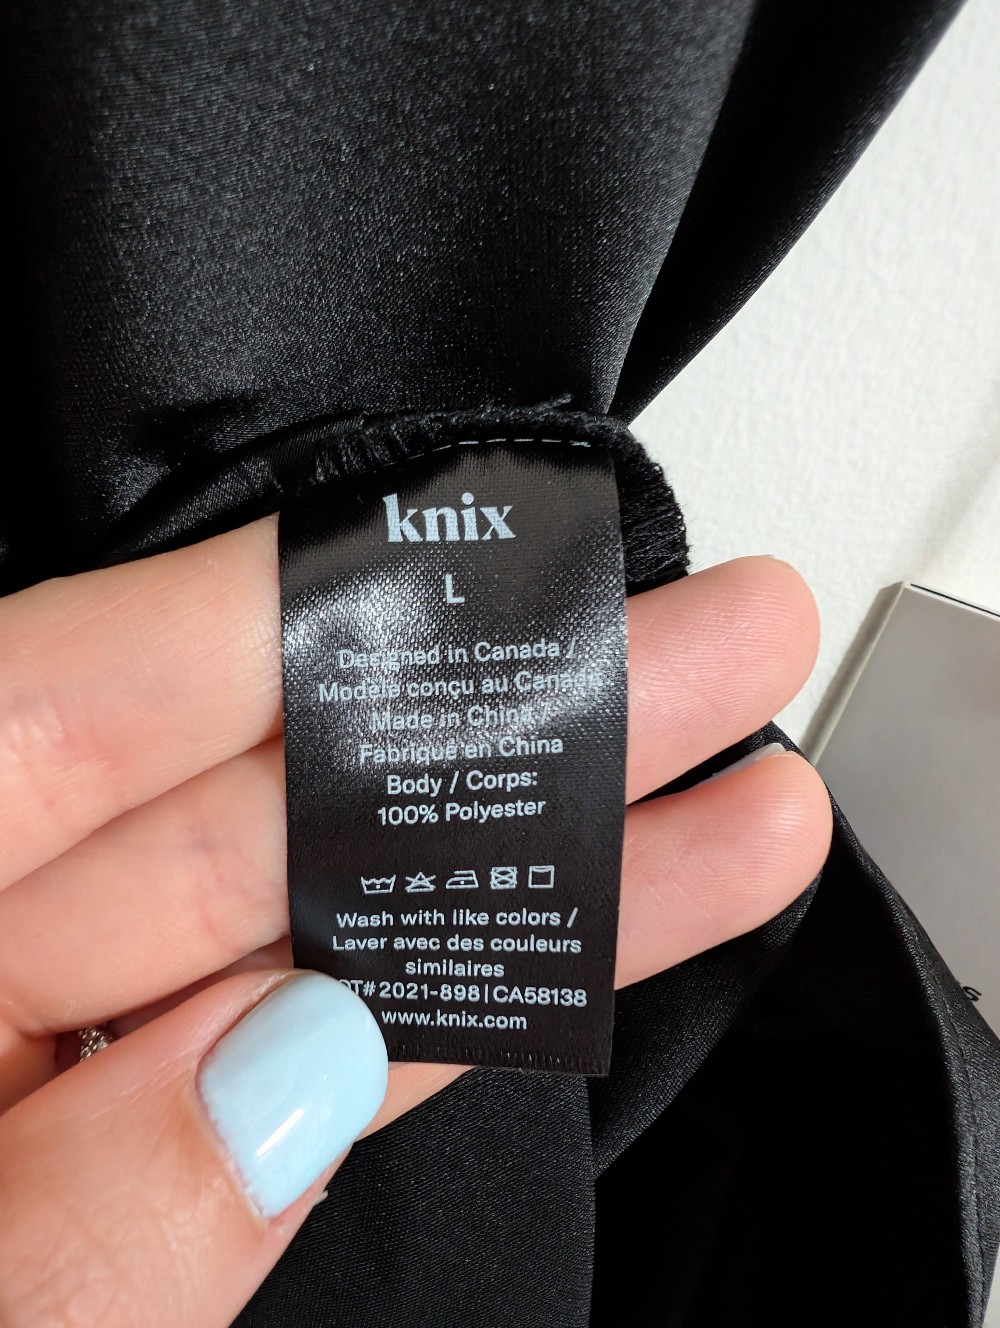 knix
L
Designed in Canada /
Modèle conçu au Canada
Made in China /
Fabriqué en China
Body / Corps:
100% Polyester
Wash with like colors /
Laver avec des couleurs
similaires
OT# 2021-898 | CA58138
www.knix.com
s